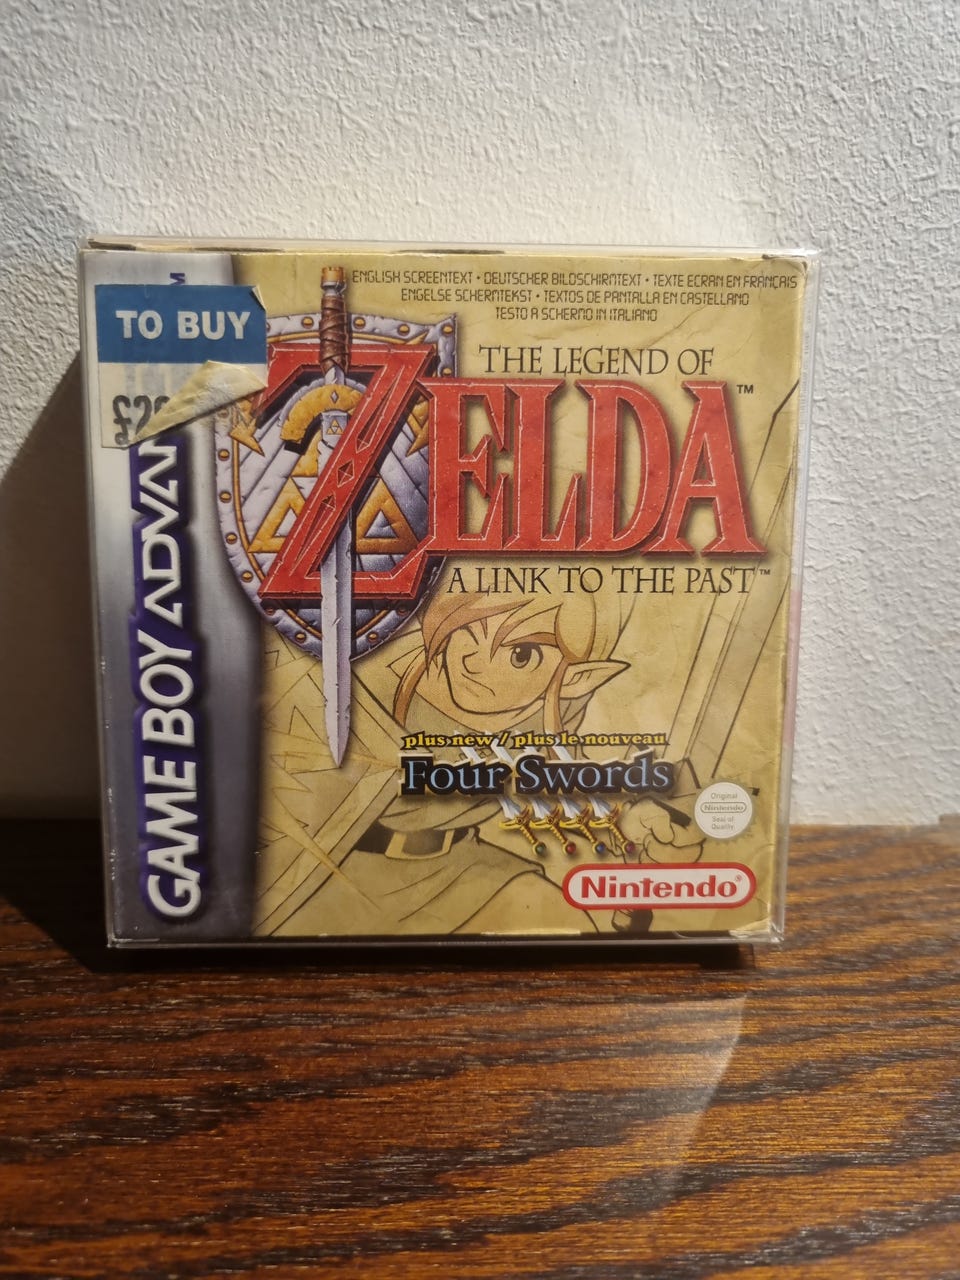 ENGLISH SCREENTEXT • DEUTSCHER BILDSCHIRMTEXT • TEXTE ECRAN EN FRANÇAIS
ENGELSE SCHERMTEKST • TEXTOS DE PANTALLA EN CASTELLANO
TESTO A SCHERMO IN ITALIANO
TO BUY
THE LEGEND OF
ZELDA™
A LINK TO THE PAST™
plus new / plus le nouveau
Four Swords
Original
Nintendo
Seal of
Quality
Nintendo®
GAME BOY ADVAN